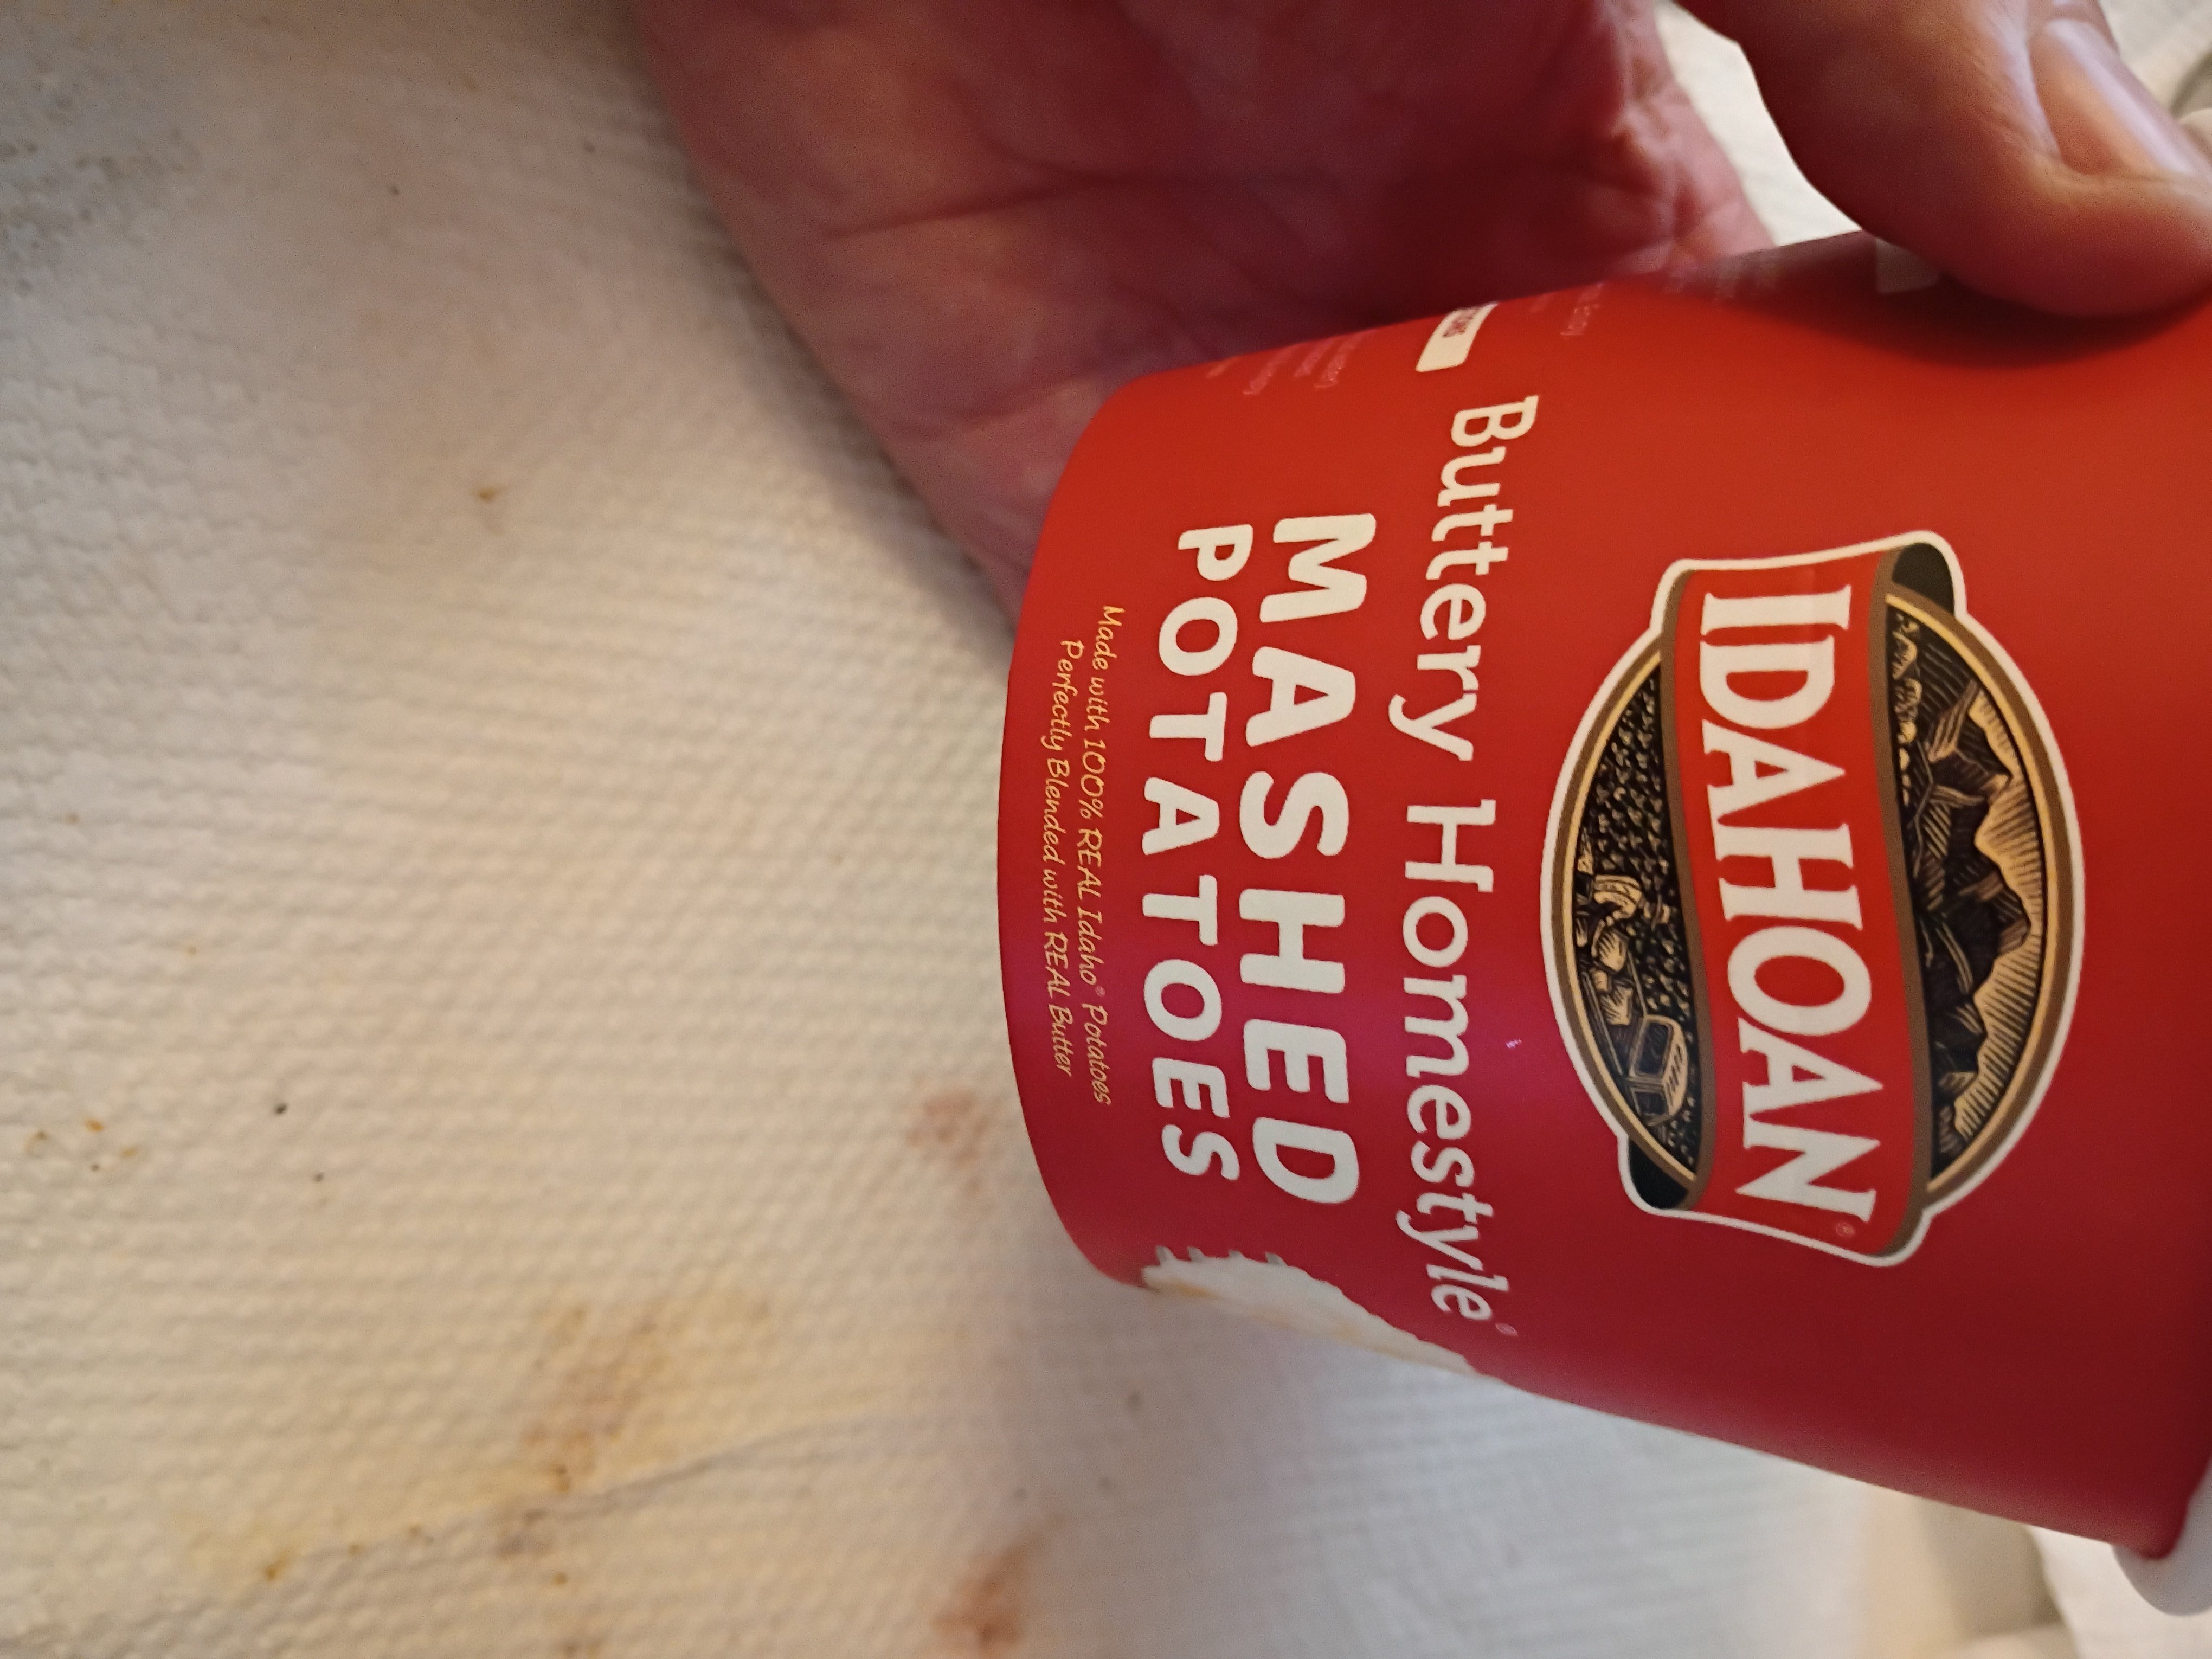 IDAHOAN®
Buttery Homestyle®
MASHED
POTATOES
Made with 100% REAL Idaho® Potatoes
Perfectly Blended with REAL Butter